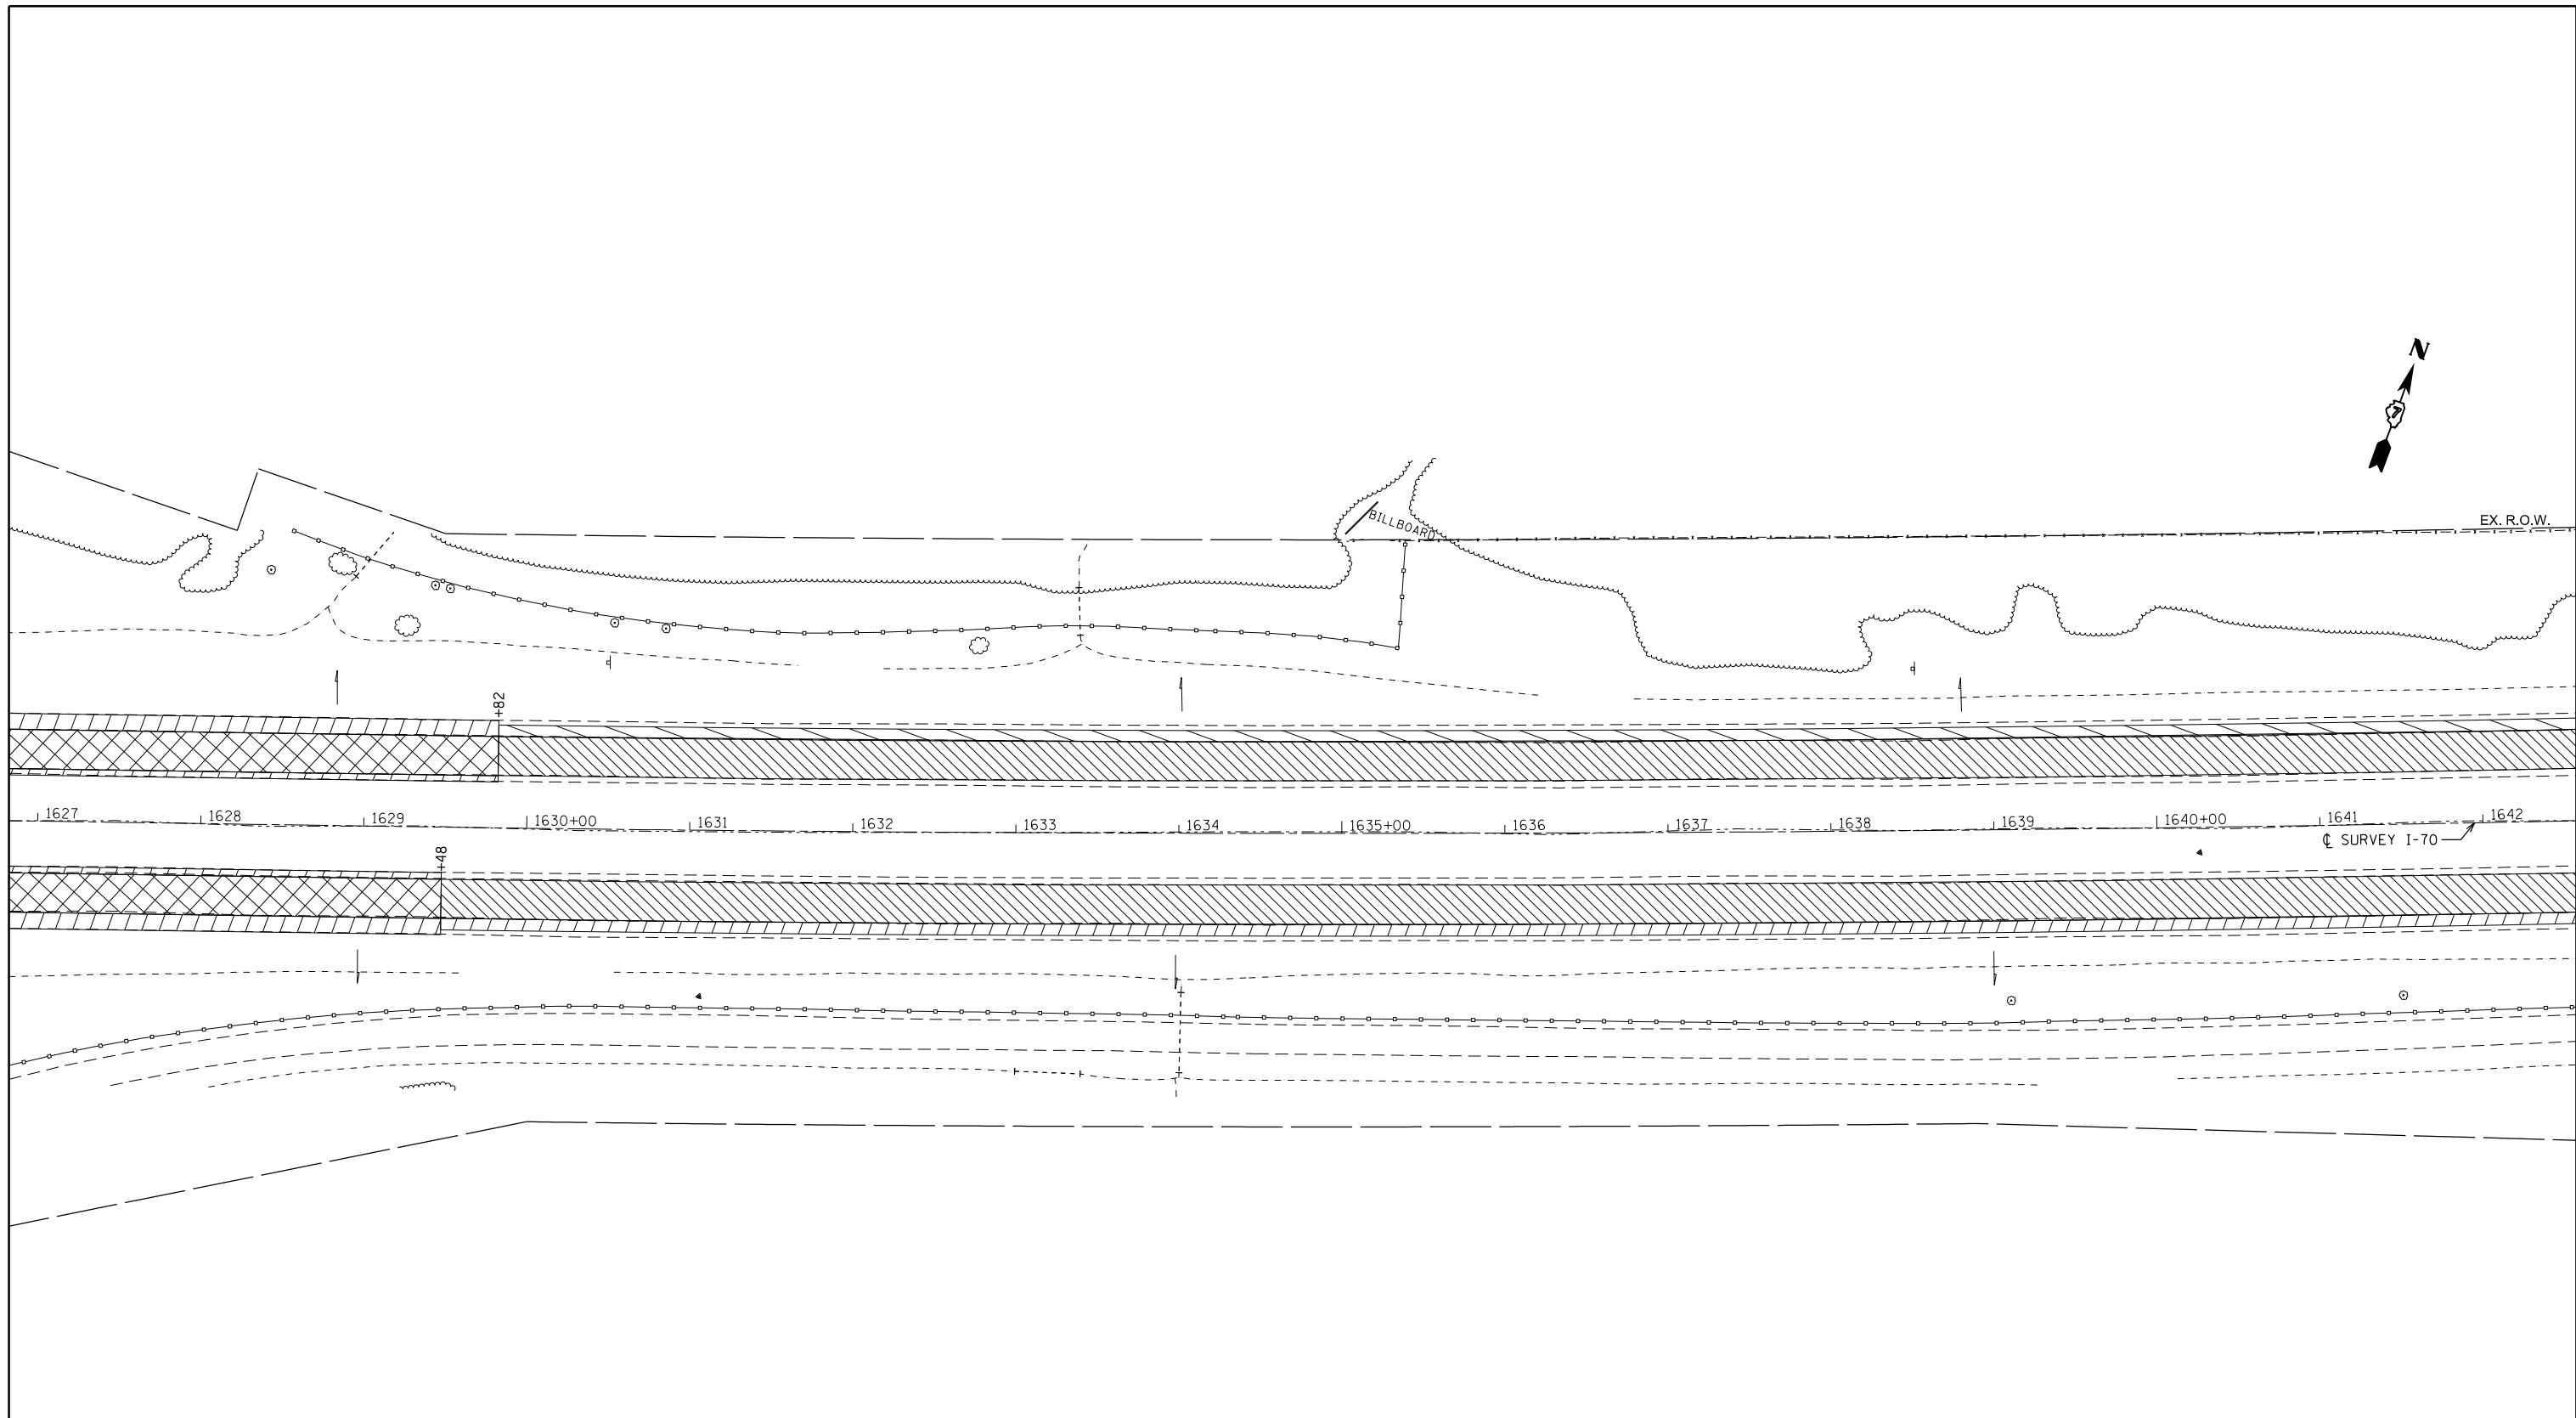 N
7
EX. R.O.W.
BILLBOARD
+82
1627 1628 1629 1630+00 1631 1632 1633 1634 1635+00 1636 1637 1638 1639 1640+00 1641 1642
℄ SURVEY I-70
+48